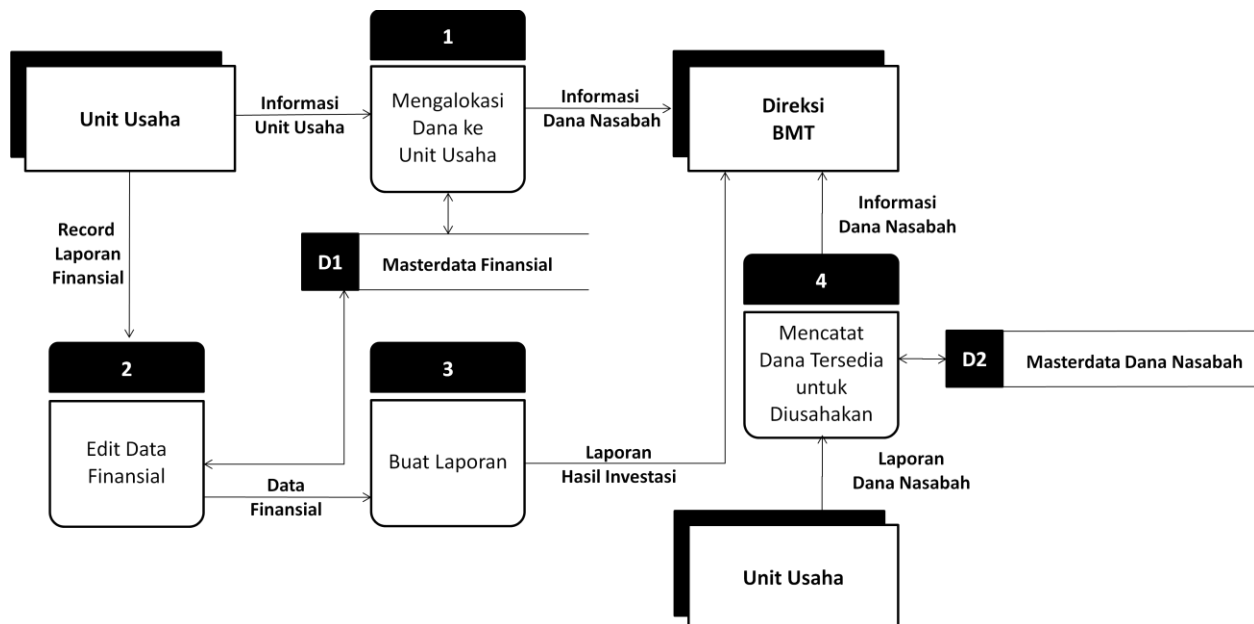 1
Unit Usaha
Informasi
Unit Usaha
Mengalokasi
Dana ke
Unit Usaha
Informasi
Dana Nasabah
Direksi
BMT
Record
Laporan
Finansial
D1
Masterdata Finansial
Informasi
Dana Nasabah
4
Mencatat
Dana Tersedia
untuk
Diusahakan
D2
Masterdata Dana Nasabah
2
Edit Data
Finansial
Data
Finansial
3
Buat Laporan
Laporan
Hasil Investasi
Laporan
Dana Nasabah
Unit Usaha